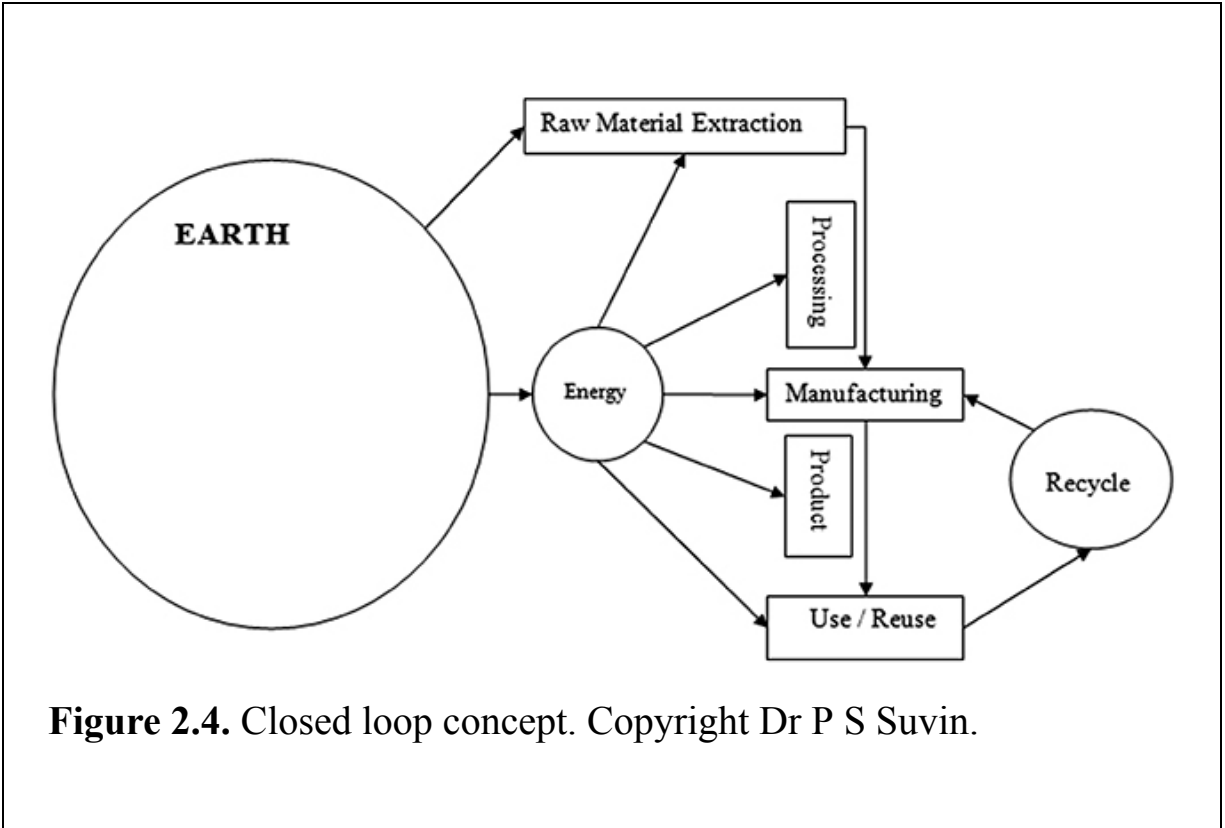 Raw Material Extraction
EARTH
Processing
Energy
Manufacturing
Product
Recycle
Use / Reuse
Figure 2.4. Closed loop concept. Copyright Dr P S Suvin.